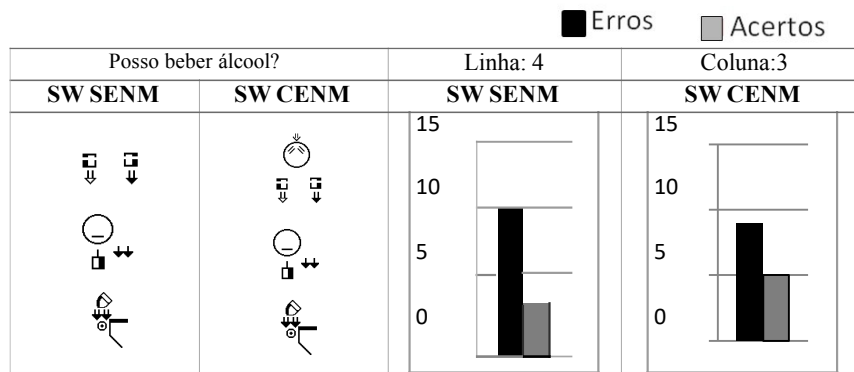 Erros Acertos
Posso beber álcool? Linha: 4 Coluna:3
SW SENM SW CENM SW SENM SW CENM
15 15
10 10
5 5
0 0